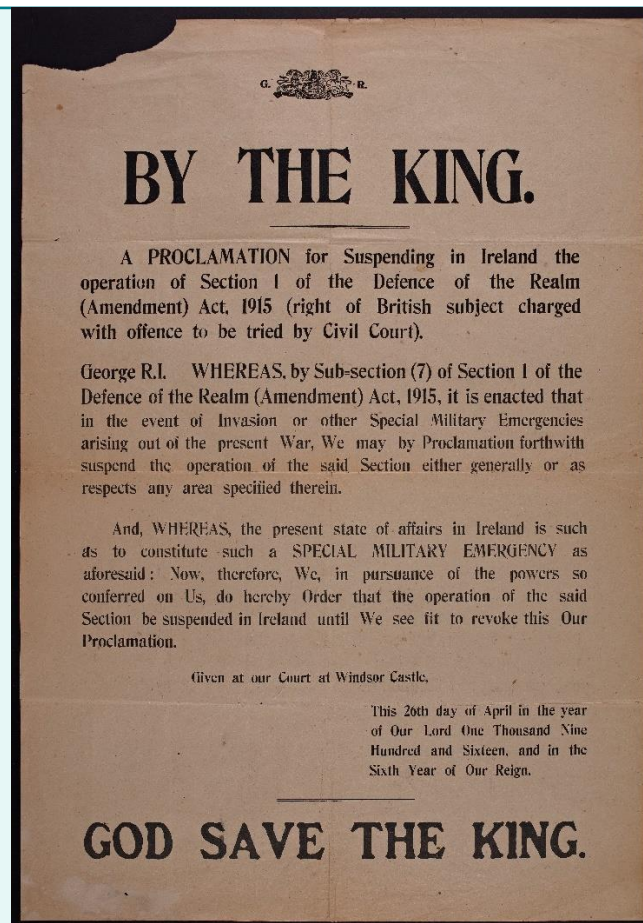 G. R.
BY THE KING.
A PROCLAMATION for Suspending in Ireland the
operation of Section 1 of the Defence of the Realm
(Amendment) Act, 1915 (right of British subject charged
with offence to be tried by Civil Court).
George R.I. WHEREAS, by Sub-section (7) of Section 1 of the
Defence of the Realm (Amendment) Act, 1915, it is enacted that
in the event of Invasion or other Special Military Emergencies
arising out of the present War, We may by Proclamation forthwith
suspend the operation of the said Section either generally or as
respects any area specified therein.
And, WHEREAS, the present state of affairs in Ireland is such
as to constitute such a SPECIAL MILITARY EMERGENCY as
aforesaid: Now, therefore, We, in pursuance of the powers so
conferred on Us, do hereby Order that the operation of the said
Section be suspended in Ireland until We see fit to revoke this Our
Proclamation.
Given at our Court at Windsor Castle,
This 26th day of April in the year
of Our Lord One Thousand Nine
Hundred and Sixteen, and in the
Sixth Year of Our Reign.
GOD SAVE THE KING.